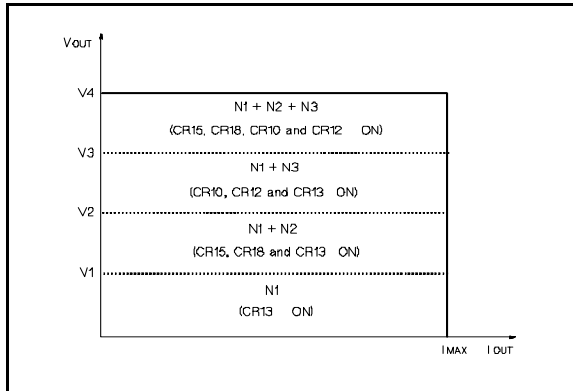 VOUT
V4
N1 + N2 + N3
(CR15, CR18, CR10 and CR12 ON)
V3
N1 + N3
(CR10, CR12 and CR13 ON)
V2
N1 + N2
(CR15, CR18 and CR13 ON)
V1
N1
(CR13 ON)
IMAX IOUT